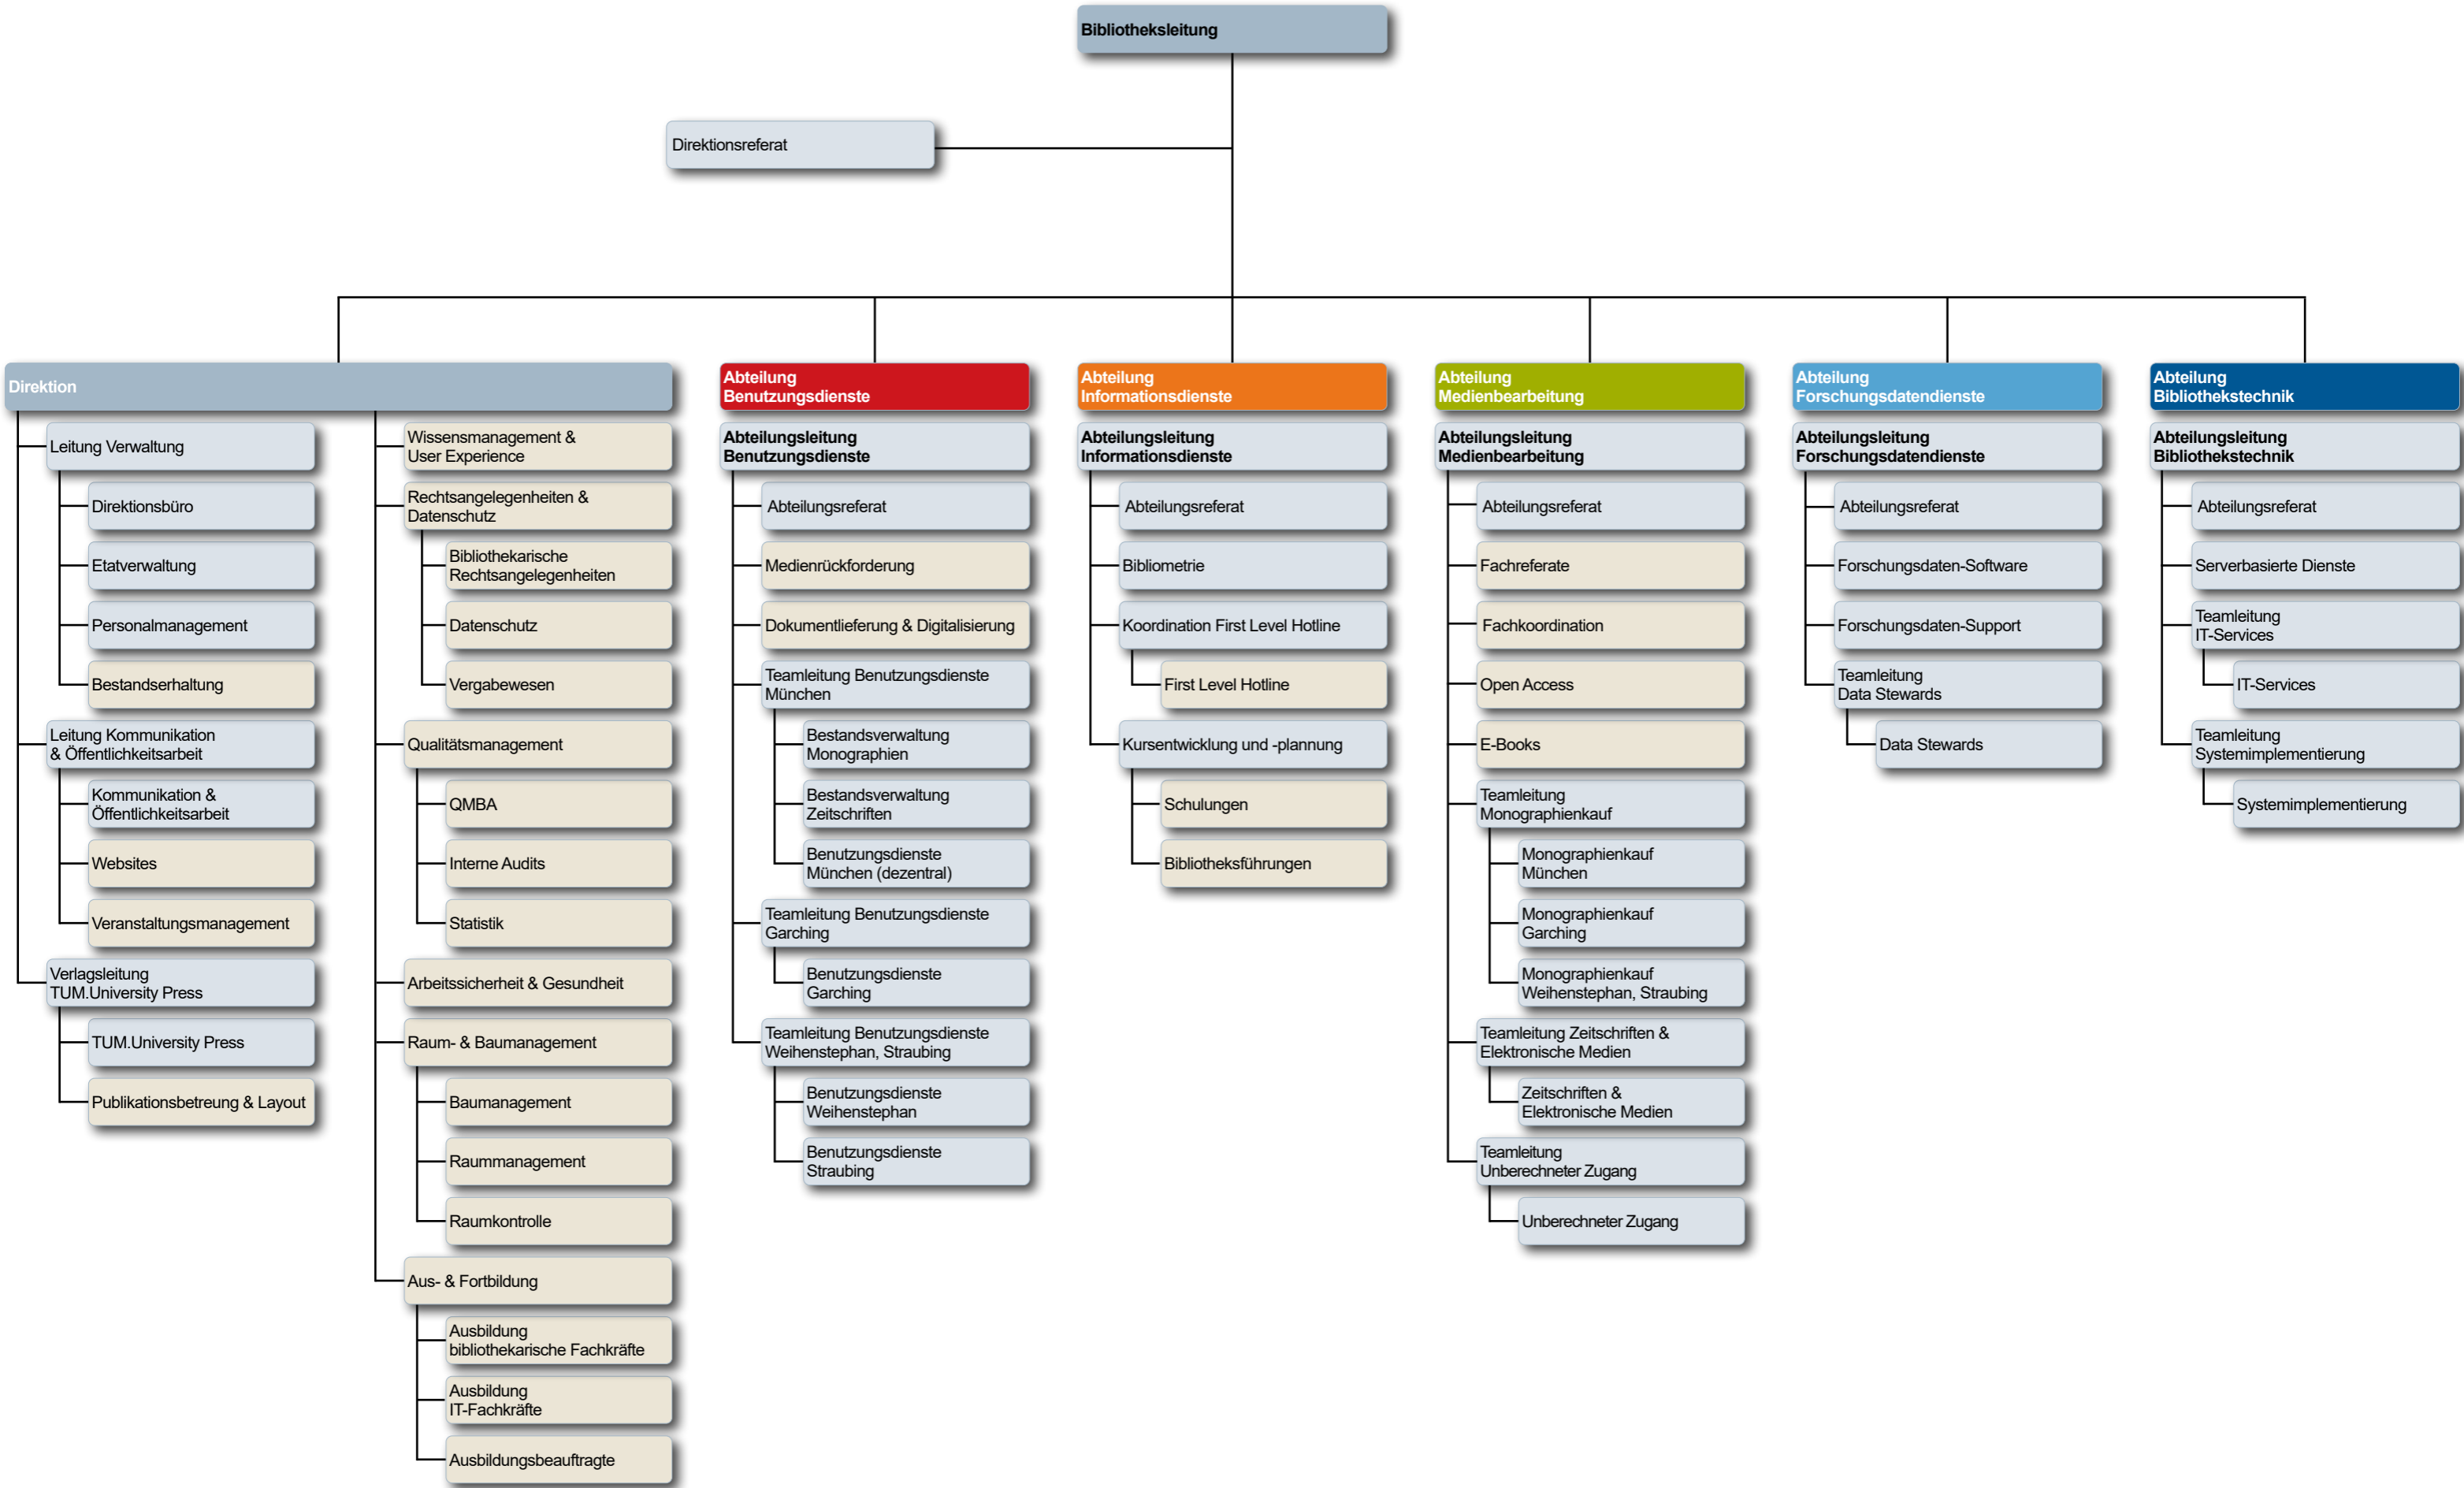 Bibliotheksleitung
Direktionsreferat
Direktion
Leitung Verwaltung
Direktionsbüro
Etatverwaltung
Personalmanagement
Bestandserhaltung
Leitung Kommunikation
& Öffentlichkeitsarbeit
Kommunikation &
Öffentlichkeitsarbeit
Websites
Veranstaltungsmanagement
Verlagsleitung
TUM.University Press
TUM.University Press
Publikationsbetreung & Layout
Wissensmanagement &
User Experience
Rechtsangelegenheiten &
Datenschutz
Bibliothekarische
Rechtsangelegenheiten
Datenschutz
Vergabewesen
Qualitätsmanagement
QMBA
Interne Audits
Statistik
Arbeitssicherheit & Gesundheit
Raum- & Baumanagement
Baumanagement
Raummanagement
Raumkontrolle
Aus- & Fortbildung
Ausbildung
bibliothekarische Fachkräfte
Ausbildung
IT-Fachkräfte
Ausbildungsbeauftragte
Abteilung
Benutzungsdienste
Abteilungsleitung
Benutzungsdienste
Abteilungsreferat
Medienrückforderung
Dokumentlieferung & Digitalisierung
Teamleitung Benutzungsdienste
München
Bestandsverwaltung
Monographien
Bestandsverwaltung
Zeitschriften
Benutzungsdienste
München (dezentral)
Teamleitung Benutzungsdienste
Garching
Benutzungsdienste
Garching
Teamleitung Benutzungsdienste
Weihenstephan, Straubing
Benutzungsdienste
Weihenstephan
Benutzungsdienste
Straubing
Abteilung
Informationsdienste
Abteilungsleitung
Informationsdienste
Abteilungsreferat
Bibliometrie
Koordination First Level Hotline
First Level Hotline
Kursentwicklung und -plannung
Schulungen
Bibliotheksführungen
Abteilung
Medienbearbeitung
Abteilungsleitung
Medienbearbeitung
Abteilungsreferat
Fachreferate
Fachkoordination
Open Access
E-Books
Teamleitung
Monographienkauf
Monographienkauf
München
Monographienkauf
Garching
Monographienkauf
Weihenstephan, Straubing
Teamleitung Zeitschriften &
Elektronische Medien
Zeitschriften &
Elektronische Medien
Teamleitung
Unberechneter Zugang
Unberechneter Zugang
Abteilung
Forschungsdatendienste
Abteilungsleitung
Forschungsdatendienste
Abteilungsreferat
Forschungsdaten-Software
Forschungsdaten-Support
Teamleitung
Data Stewards
Data Stewards
Abteilung
Bibliothekstechnik
Abteilungsleitung
Bibliothekstechnik
Abteilungsreferat
Serverbasierte Dienste
Teamleitung
IT-Services
IT-Services
Teamleitung
Systemimplementierung
Systemimplementierung